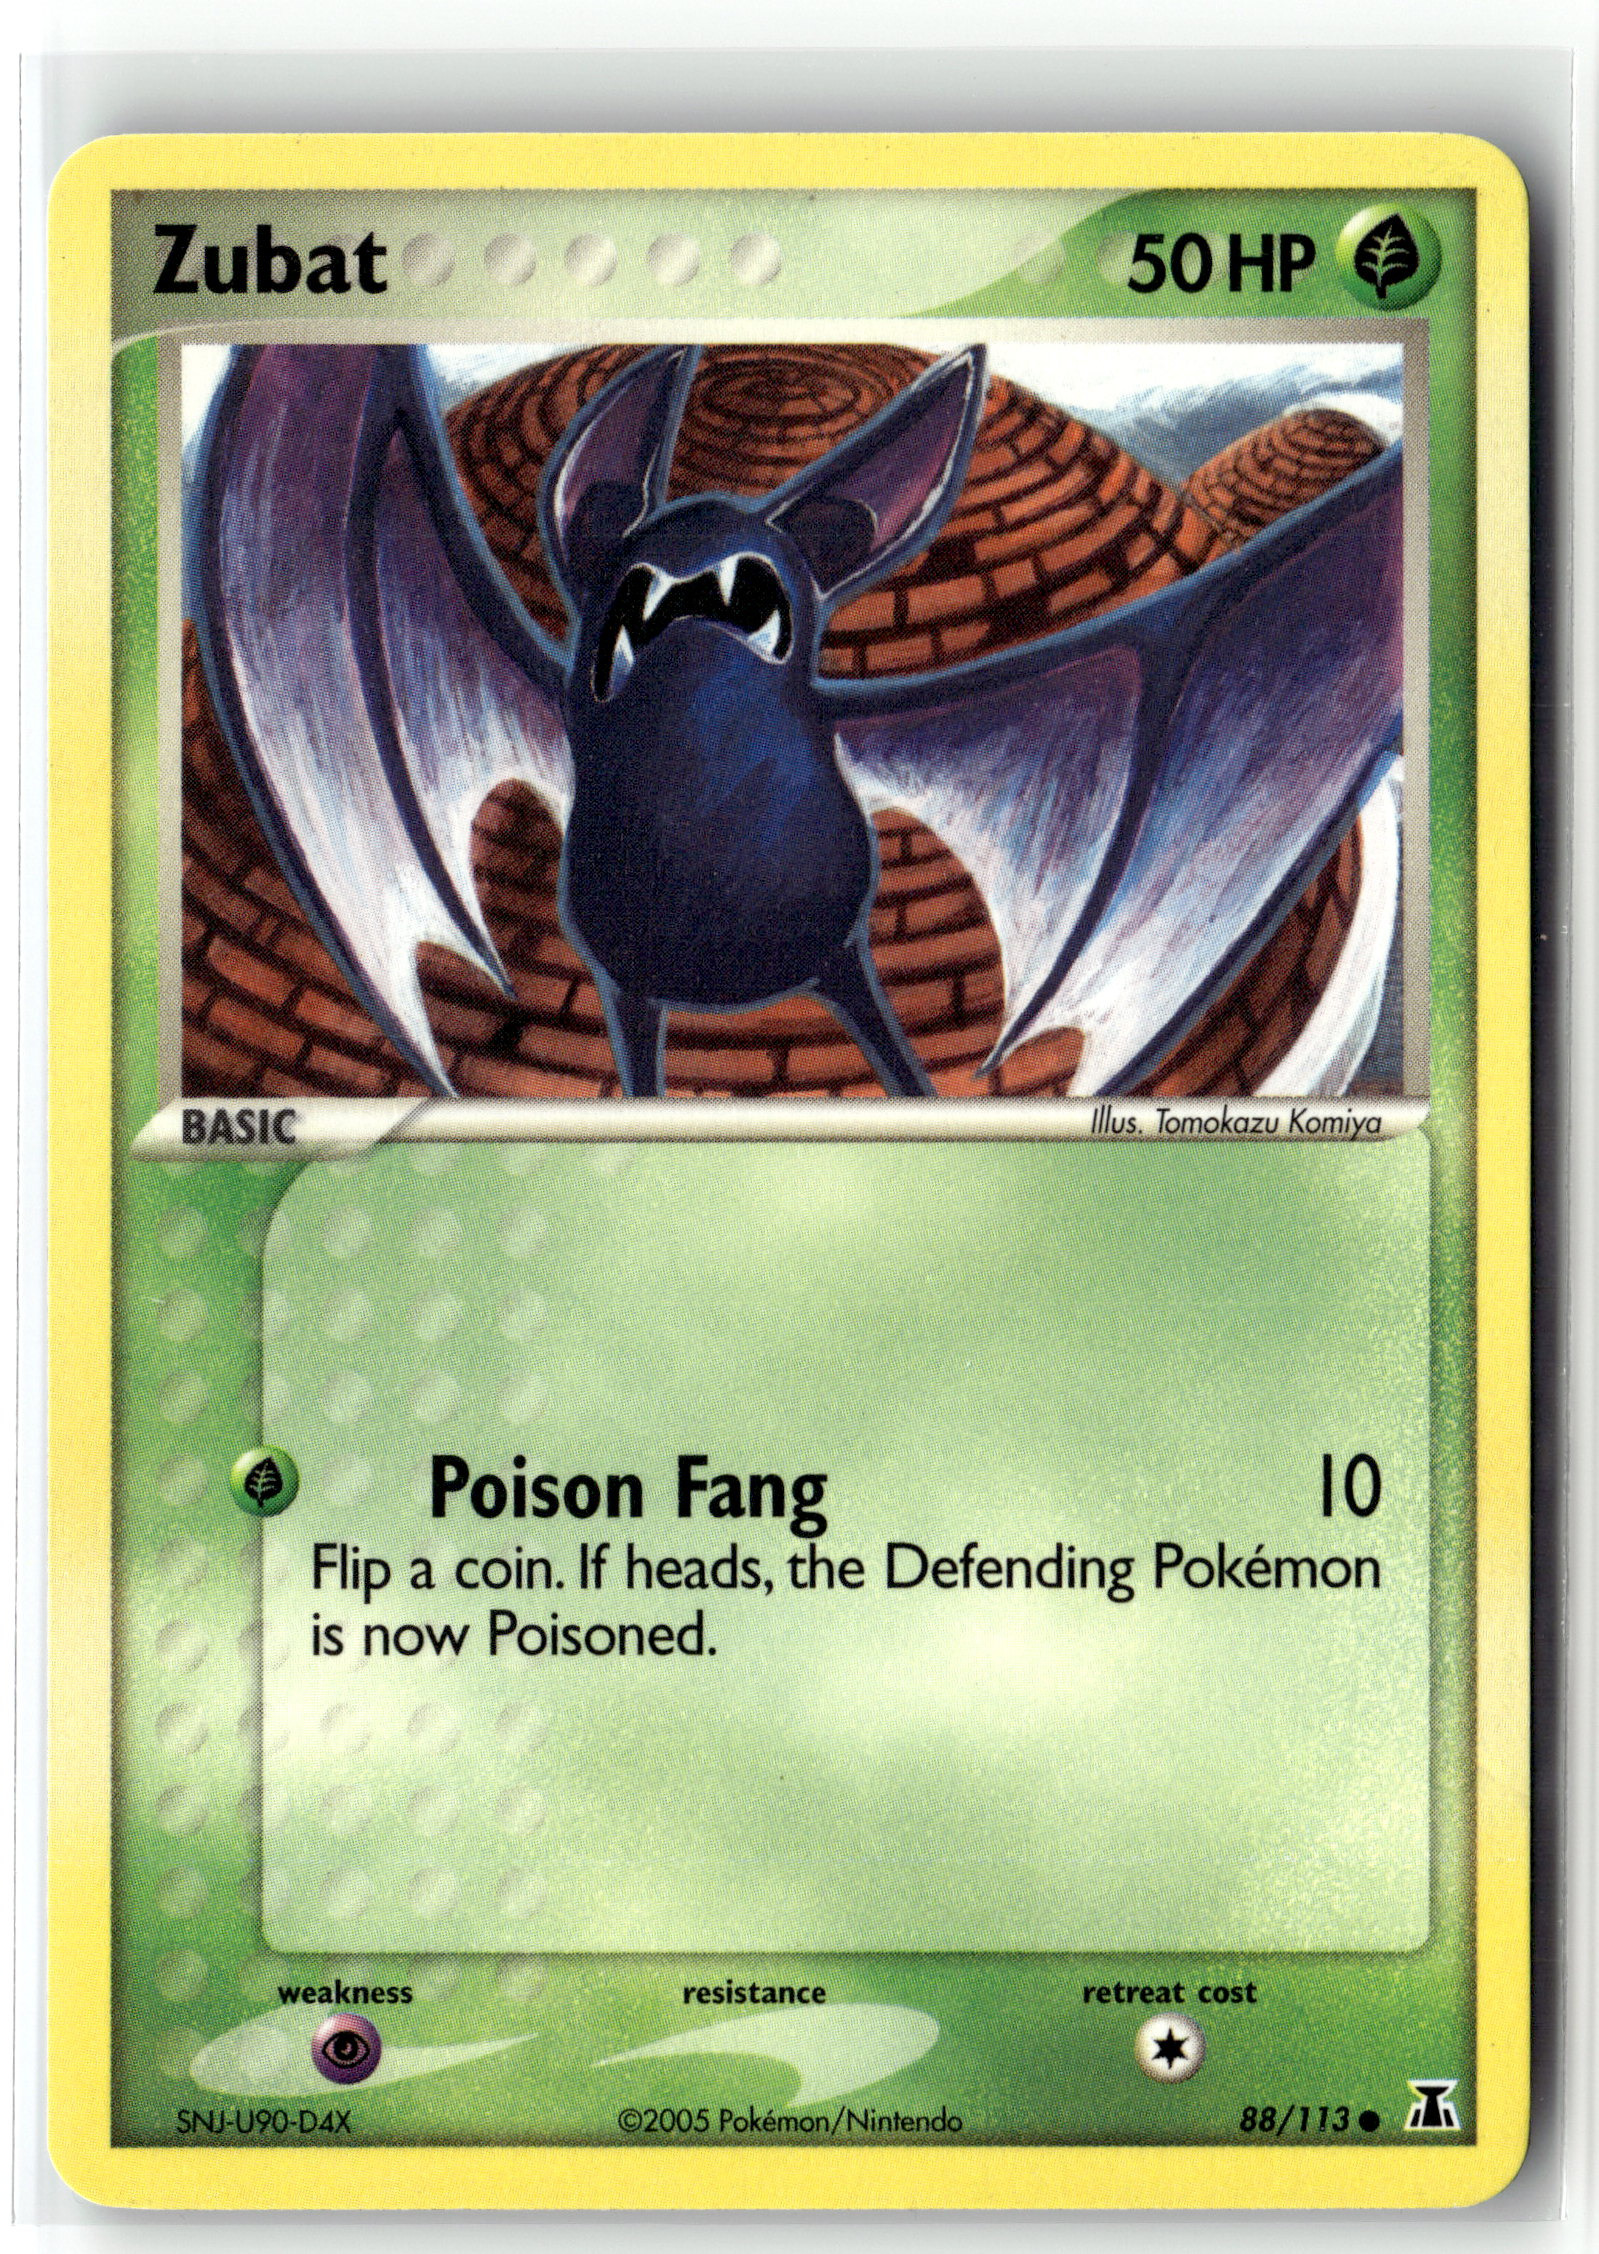 Zubat 50 HP
BASIC
Illus. Tomokazu Komiya
Poison Fang 10
Flip a coin. If heads, the Defending Pokémon
is now Poisoned.
weakness resistance retreat cost
SNJ-U90-D4X ©2005 Pokémon/Nintendo 88/113